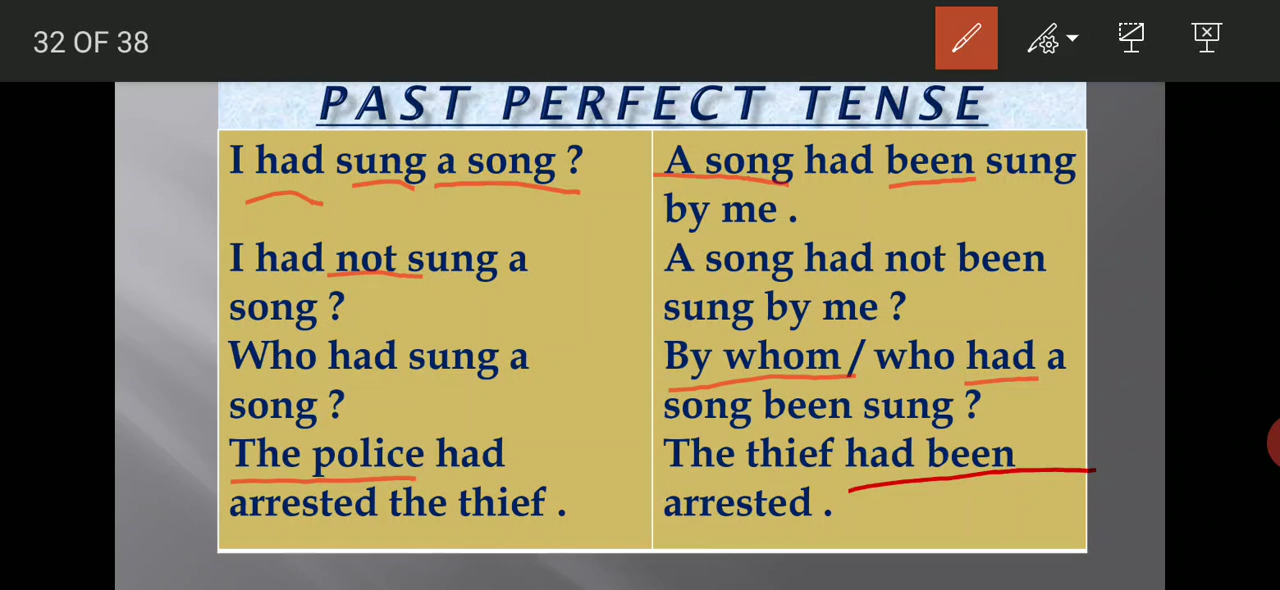 32 OF 38
PAST PERFECT TENSE
I had sung a song ?
I had not sung a
song ?
Who had sung a
song ?
The police had
arrested the thief .
A song had been sung
by me .
A song had not been
sung by me ?
By whom / who had a
song been sung ?
The thief had been
arrested .